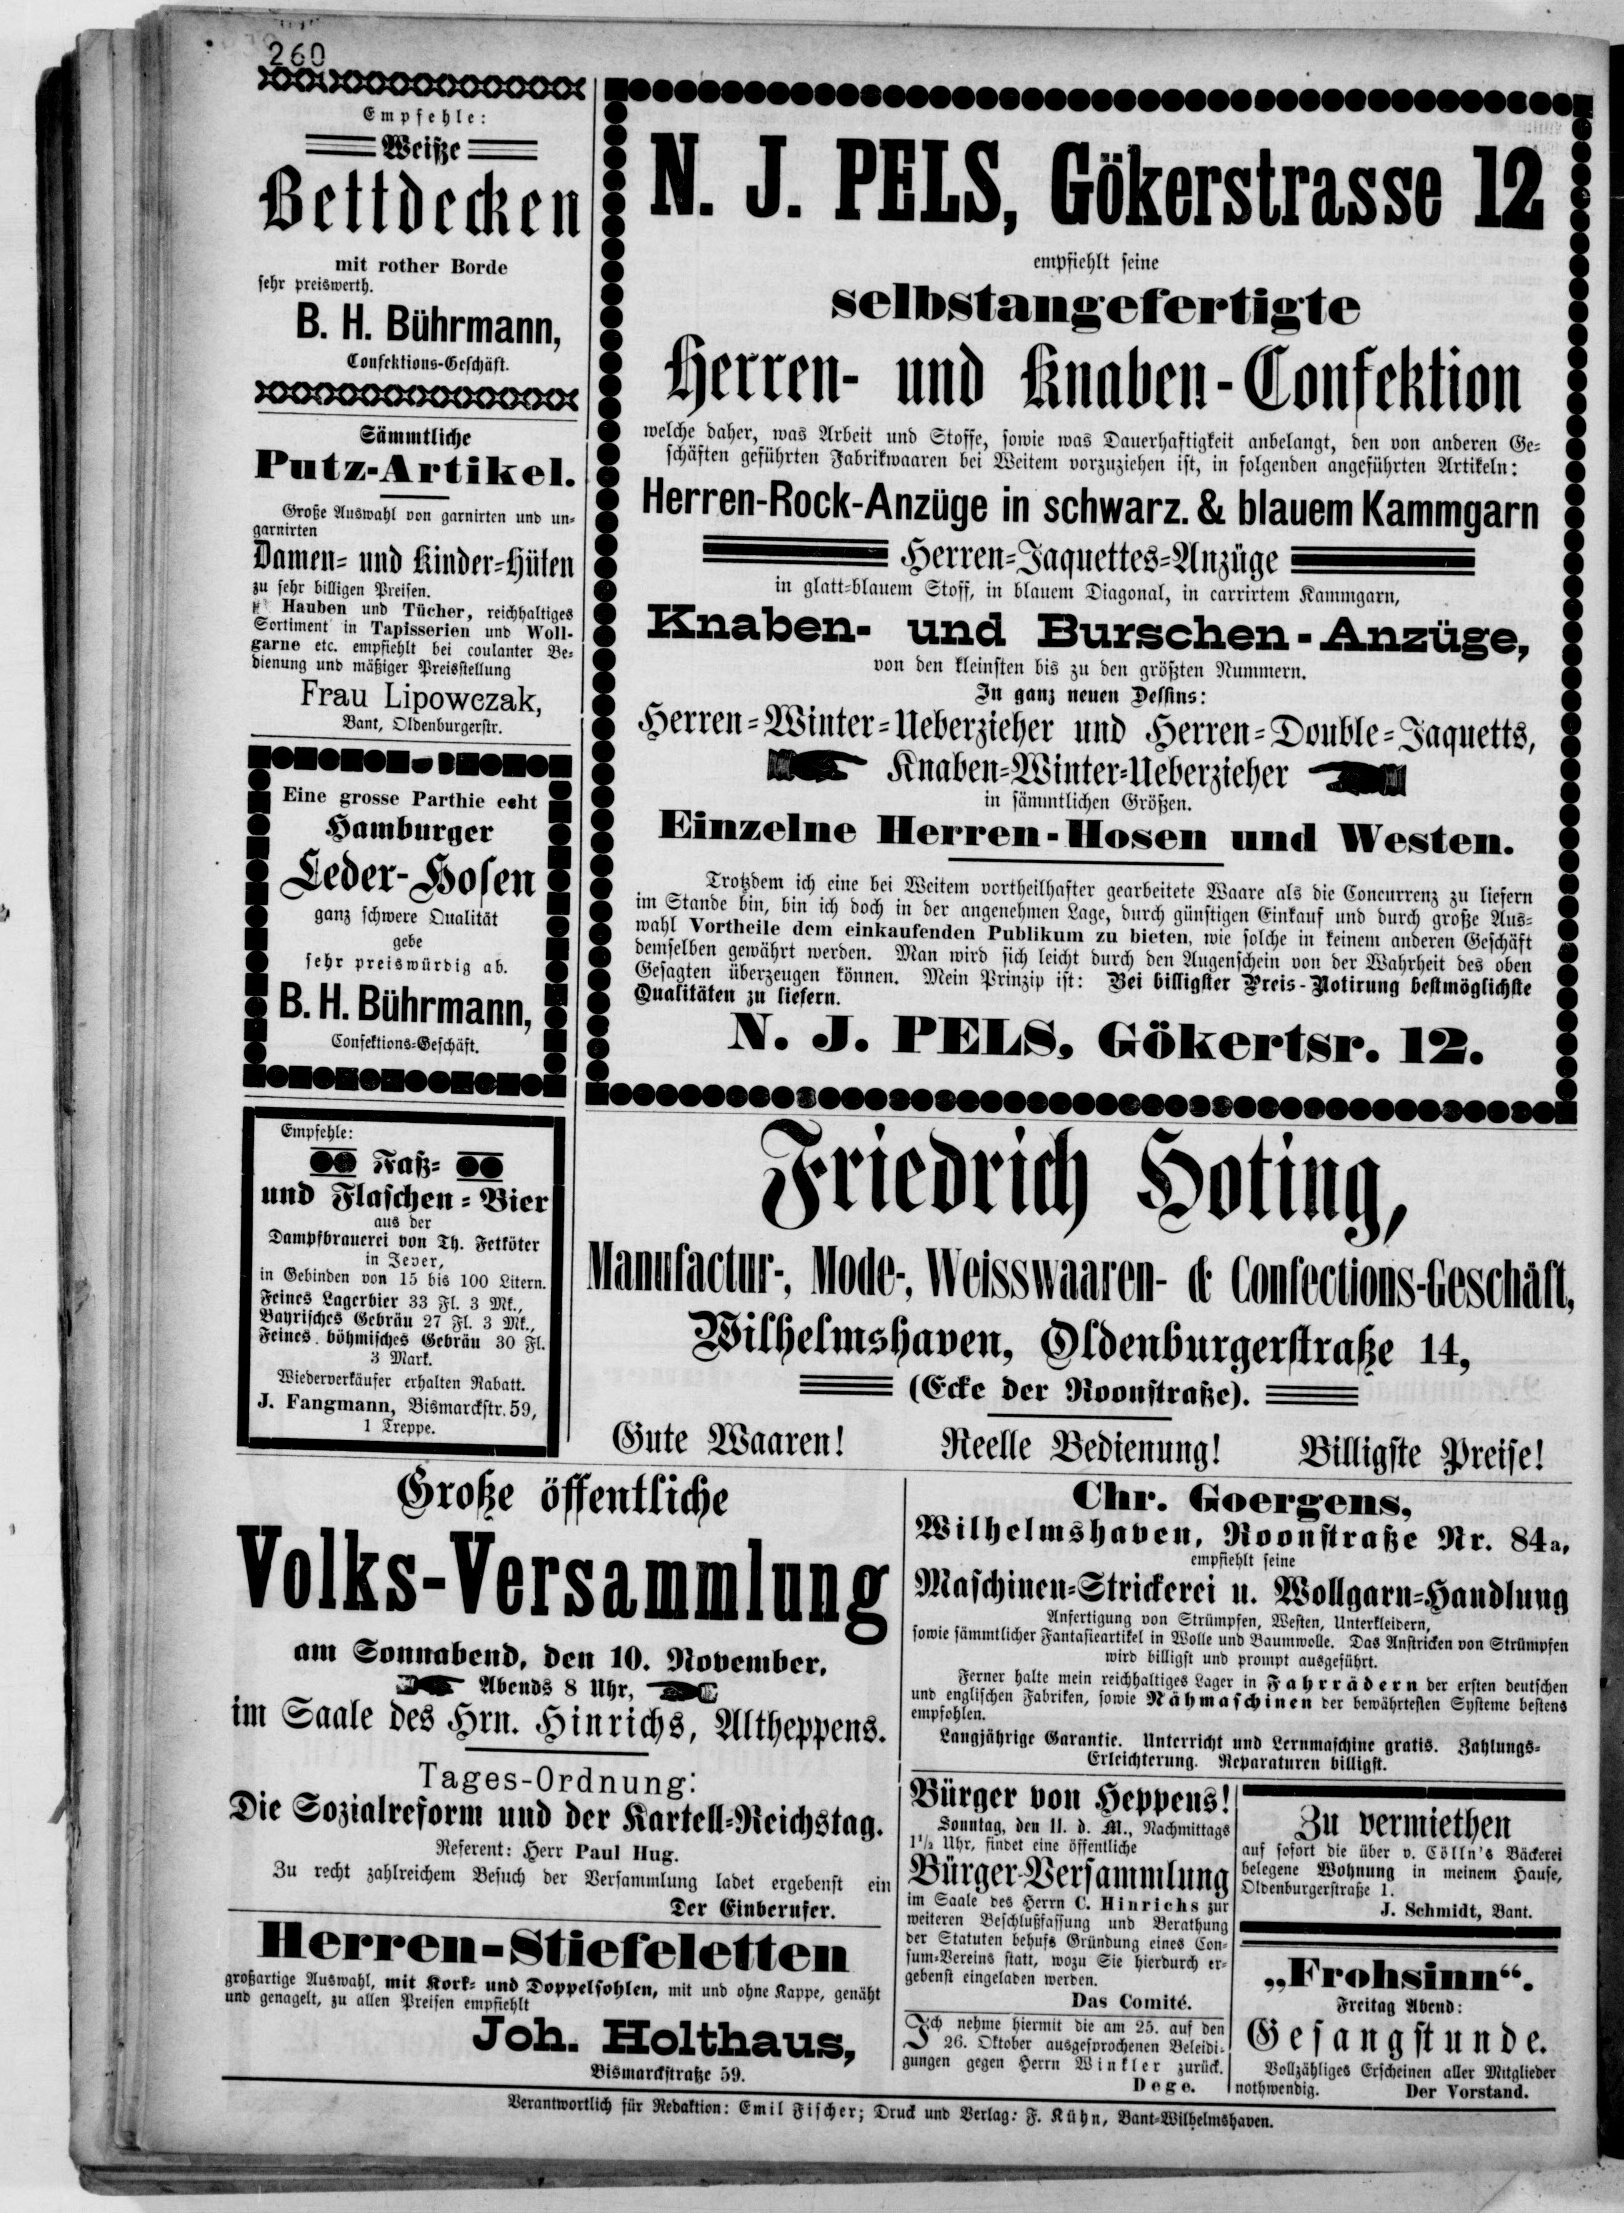 260
Empfehle:
Weiße
Bettdecken
mit rother Borde
sehr preiswerth.
B. H. Bührmann,
Confektions-Geschäft.
Sämmtliche
Putz-Artikel.
Große Auswahl von garnirten und un-
garnirten
Damen- und Kinder-Hüten
zu sehr billigen Preisen.
Hauben und Tücher, reichhaltiges
Sortiment in Tapisserien und Woll-
garne etc. empfiehlt bei coulanter Be-
dienung und mäßiger Preisstellung
Frau Lipowczak,
Bant, Oldenburgerstr.
Eine grosse Parthie echt
Hamburger
Leder-Hosen
ganz schwere Qualität
gebe
sehr preiswürdig ab.
B. H. Bührmann,
Confektions-Geschäft.
Empfehle:
Faß-
und Flaschen-Bier
aus der
Dampfbrauerei von Th. Fetköter
in Jever,
in Gebinden von 15 bis 100 Litern.
Feines Lagerbier 33 Fl. 3 Mk.,
Bayrisches Gebräu 27 Fl. 3 Mk.,
Feines böhmisches Gebräu 30 Fl.
3 Mark.
Wiederverkäufer erhalten Rabatt.
J. Fangmann, Bismarckstr. 59,
1 Treppe.
N. J. PELS, Gökerstrasse 12
empfiehlt seine
selbstangefertigte
Herren- und Knaben-Confektion
welche daher, was Arbeit und Stoffe, sowie was Dauerhaftigkeit anbelangt, den von anderen Ge-
schäften geführten Fabrikwaaren bei Weitem vorzuziehen ist, in folgenden angeführten Artikeln:
Herren-Rock-Anzüge in schwarz. & blauem Kammgarn
Herren-Jaquettes-Anzüge
in glatt-blauem Stoff, in blauem Diagonal, in carrirtem Kammgarn,
Knaben- und Burschen-Anzüge,
von den kleinsten bis zu den größten Nummern.
In ganz neuen Dessins:
Herren-Winter-Ueberzieher und Herren-Double-Jaquetts,
Knaben-Winter-Ueberzieher
in sämmtlichen Größen.
Einzelne Herren-Hosen und Westen.
Trotzdem ich eine bei Weitem vortheilhafter gearbeitete Waare als die Concurrenz zu liefern
im Stande bin, bin ich doch in der angenehmen Lage, durch günstigen Einkauf und durch große Aus-
wahl Vortheile dem einkaufenden Publikum zu bieten, wie solche in keinem anderen Geschäft
demselben gewährt werden. Man wird sich leicht durch den Augenschein von der Wahrheit des oben
Gesagten überzeugen können. Mein Prinzip ist: Bei billigster Preis-Notirung bestmöglichste
Qualitäten zu liefern.
N. J. PELS, Gökertsr. 12.
Friedrich Hoting,
Manufactur-, Mode-, Weisswaaren- & Confections-Geschäft,
Wilhelmshaven, Oldenburgerstraße 14,
(Ecke der Roonstraße).
Gute Waaren! Reelle Bedienung! Billigste Preise!
Große öffentliche
Volks-Versammlung
am Sonnabend, den 10. November,
Abends 8 Uhr,
im Saale des Hrn. Hinrichs, Altheppens.
Tages-Ordnung:
Die Sozialreform und der Kartell-Reichstag.
Referent: Herr Paul Hug.
Zu recht zahlreichem Besuch der Versammlung ladet ergebenst ein
Der Einberufer.
Herren-Stiefeletten
großartige Auswahl, mit Kork- und Doppelsohlen, mit und ohne Kappe, genäht
und genagelt, zu allen Preisen empfiehlt
Joh. Holthaus,
Bismarckstraße 59.
Chr. Goergens,
Wilhelmshaven, Roonstraße Nr. 84a,
empfiehlt seine
Maschinen-Strickerei u. Wollgarn-Handlung
Anfertigung von Strümpfen, Westen, Unterkleidern,
sowie sämmtlicher Fantasieartikel in Wolle und Baumwolle. Das Anstricken von Strümpfen
wird billigst und prompt ausgeführt.
Ferner halte mein reichhaltiges Lager in Fahrrädern der ersten deutschen
und englischen Fabriken, sowie Nähmaschinen der bewährtesten Systeme bestens
empfohlen.
Langjährige Garantie. Unterricht und Lernmaschine gratis. Zahlungs-
Erleichterung. Reparaturen billigst.
Bürger von Heppens!
Sonntag, den 11. d. M., Nachmittags
1 1/2 Uhr, findet eine öffentliche
Bürger-Versammlung
im Saale des Herrn C. Hinrichs zur
weiteren Beschlußfassung und Berathung
der Statuten behufs Gründung eines Con-
sum-Vereins statt, wozu Sie hierdurch er-
gebenst eingeladen werden.
Das Comité.
Ich nehme hiermit die am 25. auf den
26. Oktober ausgesprochenen Beleidi-
gungen gegen Herrn Winkler zurück.
Dege.
Zu vermiethen
auf sofort die über v. Cölln's Bäckerei
belegene Wohnung in meinem Hause,
Oldenburgerstraße 1.
J. Schmidt, Bant.
„Frohsinn“.
Freitag Abend:
Gesangstunde.
Vollzähliges Erscheinen aller Mitglieder
nothwendig. Der Vorstand.
Verantwortlich für Redaktion: Emil Fischer; Druck und Verlag: F. Kühn, Bant-Wilhelmshaven.